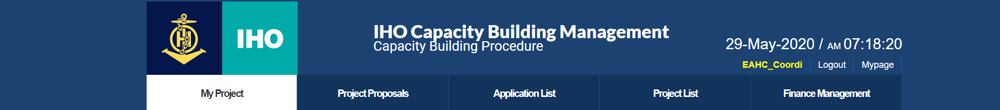 1921
IHO
IHO Capacity Building Management
Capacity Building Procedure
29-May-2020 / AM 07:18:20
EAHC_Coordi Logout Mypage
My Project Project Proposals Application List Project List Finance Management